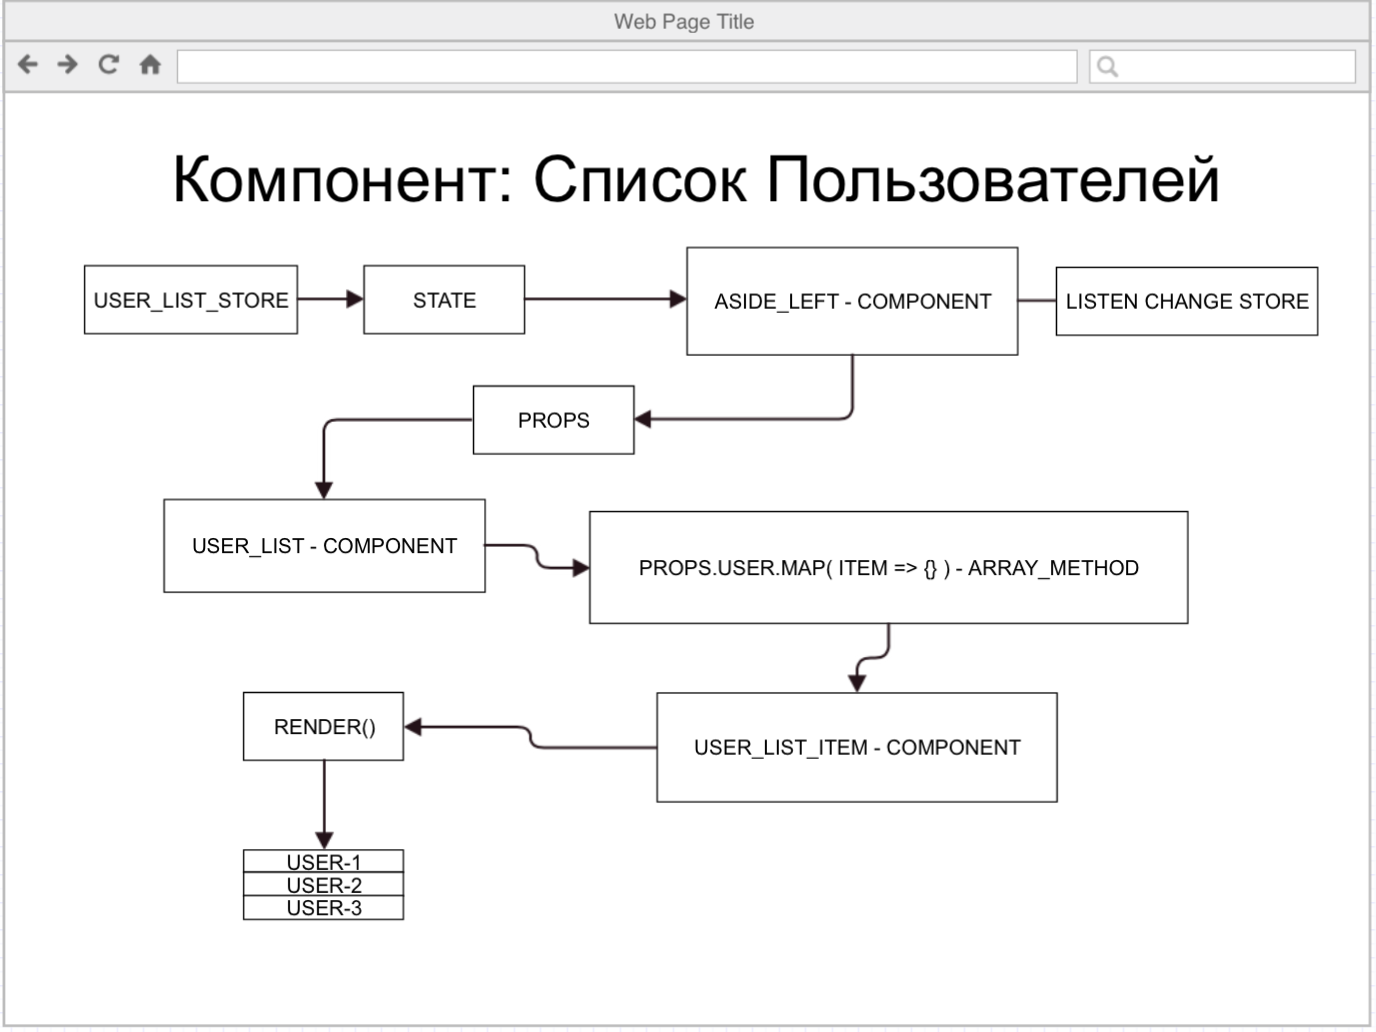 Web Page Title
Компонент: Список Пользователей
USER_LIST_STORE
STATE
ASIDE_LEFT - COMPONENT
LISTEN CHANGE STORE
PROPS
USER_LIST - COMPONENT
PROPS.USER.MAP( ITEM => {} ) - ARRAY_METHOD
RENDER()
USER_LIST_ITEM - COMPONENT
USER-1
USER-2
USER-3